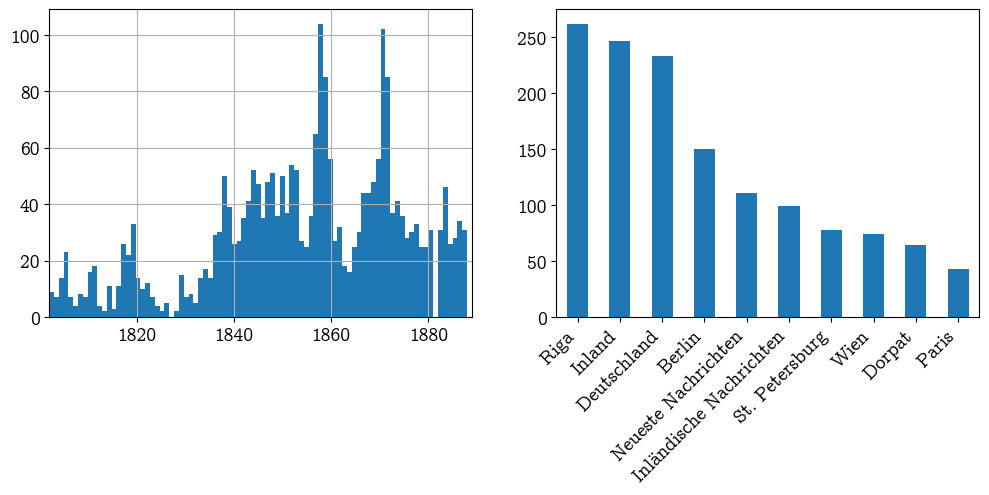 100
80
60
40
20
0
1820 1840 1860 1880
250
200
150
100
50
0
Riga
Inland
Deutschland
Berlin
Neueste Nachrichten
Inländische Nachrichten
St. Petersburg
Wien
Dorpat
Paris